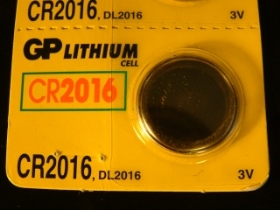 CR2016, DL2016 3V
GP LITHIUM
CELL
CR2016
CR2016, DL2016 3V